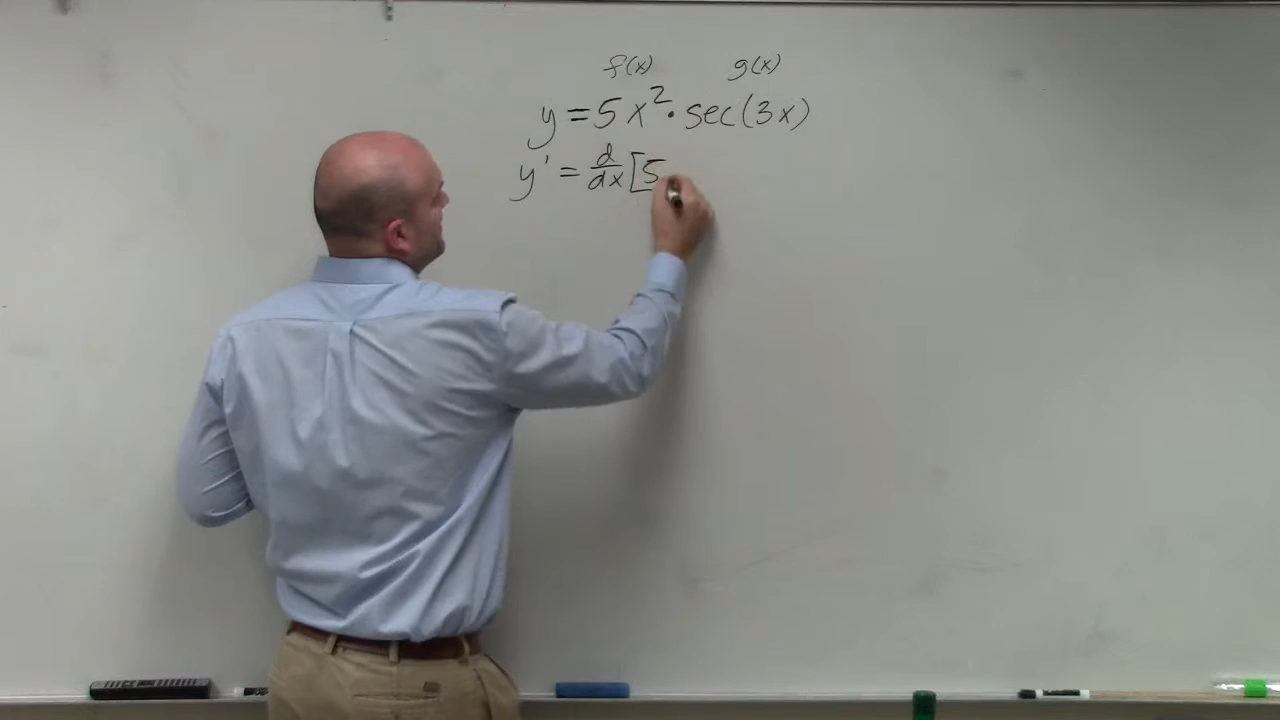 f(x) g(x)
y = 5x² · sec(3x)
y' = d/dx [5